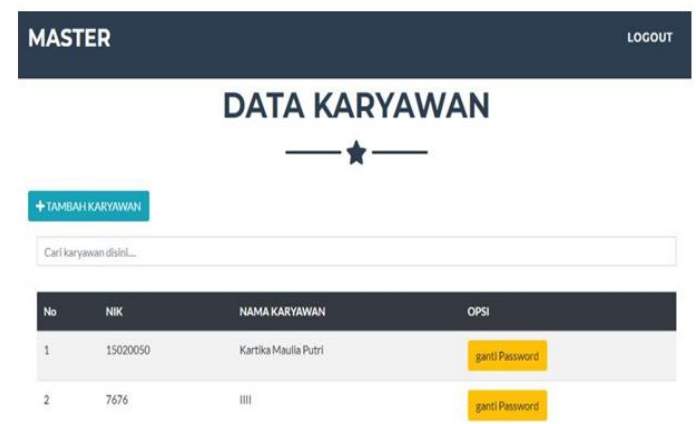 MASTER LOGOUT
DATA KARYAWAN
+ TAMBAH KARYAWAN
Cari karyawan disini....
No NIK NAMA KARYAWAN OPSI
1 15020050 Kartika Maulia Putri ganti Password
2 7676 IIII ganti Password